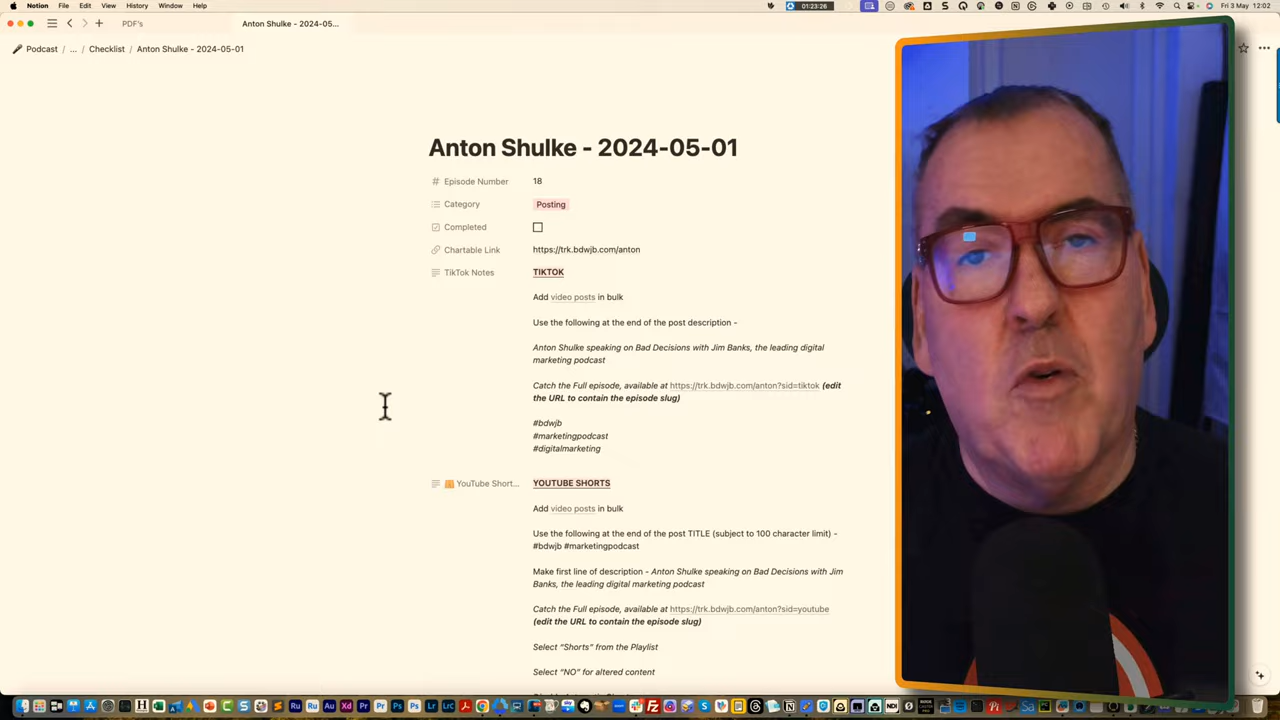 Notion File Edit View History Window Help
01:23:26
Fri 3 May 12:02
PDF's
Anton Shulke - 2024-05-01...
Podcast / ... / Checklist / Anton Shulke - 2024-05-01
Anton Shulke - 2024-05-01
# Episode Number 18
Category Posting
Completed
Chartable Link https://trk.bdwjb.com/anton
TikTok Notes TIKTOK
Add video posts in bulk
Use the following at the end of the post description -
Anton Shulke speaking on Bad Decisions with Jim Banks, the leading digital
marketing podcast
Catch the Full episode, available at https://trk.bdwjb.com/anton?sid=tiktok (edit
the URL to contain the episode slug)
#bdwjb
#marketingpodcast
#digitalmarketing
YouTube Short... YOUTUBE SHORTS
Add video posts in bulk
Use the following at the end of the post TITLE (subject to 100 character limit) -
#bdwjb #marketingpodcast
Make first line of description - Anton Shulke speaking on Bad Decisions with Jim
Banks, the leading digital marketing podcast
Catch the Full episode, available at https://trk.bdwjb.com/anton?sid=youtube
(edit the URL to contain the episode slug)
Select “Shorts” from the Playlist
Select “NO” for altered content